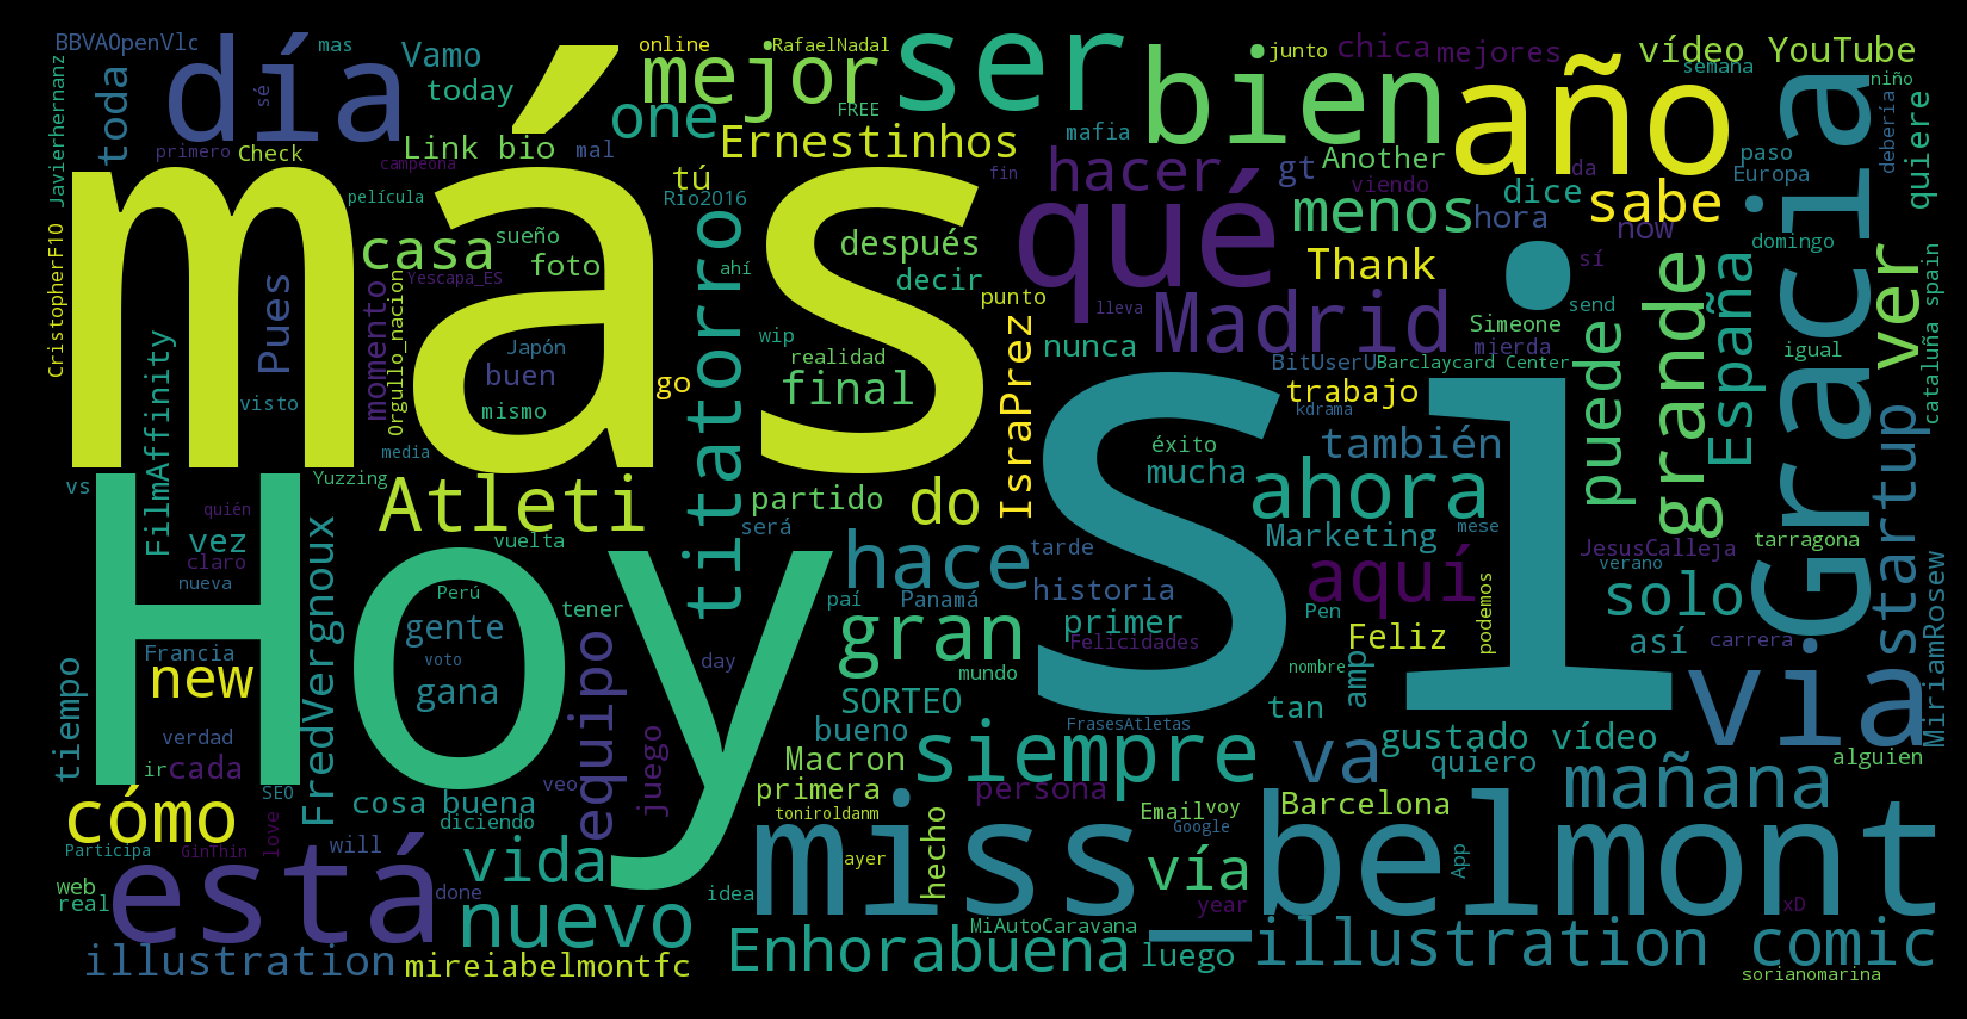 BBVAOpenVlc
día
mas
Vamo
online
RafaelNadal
mejor
ser
bien
junto
chica
mejores
vídeo YouTube
año
semana
niño
Javierhernanz
toda
sé
today
one
FREE
Ernestinhos
mafia
Another
paso
Europa
debería
quiere
Gracia
primero
Check
Link bio
mal
campeona
película
tú
Rio2016
fin
hacer
gt
viendo
dice
da
sabe
más
qué
menos
hora
now
domingo
CristopherF10
casa
sueño
foto
ahí
titatorro
después
decir
Thank
sí
grande
España
ver
cataluña spain
Pues
momento
Yescapa_ES
Orgullo_nacion
punto
lleva
Madrid
send
Simeone
mierda
igual
FilmAffinity
visto
Japón
buen
mismo
go
wip
realidad
final
IsraPrez
nunca
BitUserU
Barclaycard Center
trabajo
kdrama
puede
startup
media
Si
éxito
mucha
también
ahora
vs
Yuzzing
Atleti
partido
do
Marketing
mese
Hoy
quién
vez
claro
nueva
vuelta
será
hace
tarde
aquí
JesusCalleja
verano
tarragona
FredVergnoux
Perú
tener
gente
paí
Panamá
historia
primer
Pen
podemos
solo
MiriamRosew
Francia
new
voto
gana
equipo
day
gran
mundo
Felicidades
nombre
Feliz
amp
así
carrera
via
tiempo
verdad
ir
cada
SEO
juego
SORTEO
bueno
FrasesAtletas
tan
gustado vídeo
quiero
alguien
cómo
cosa
buena
diciendo
veo
Macron
primera
toniroldanm
siempre
persona
va
Email
voy
Google
Barcelona
mañana
Participa
GinThin
love
will
vida
ayer
hecho
miss_belmont
vía
App
web
real
está
done
nuevo
idea
MiAutoCaravana
year
xD
illustration
mireiabelmontfc
Enhorabuena
luego
illustration comic
sorianomarina